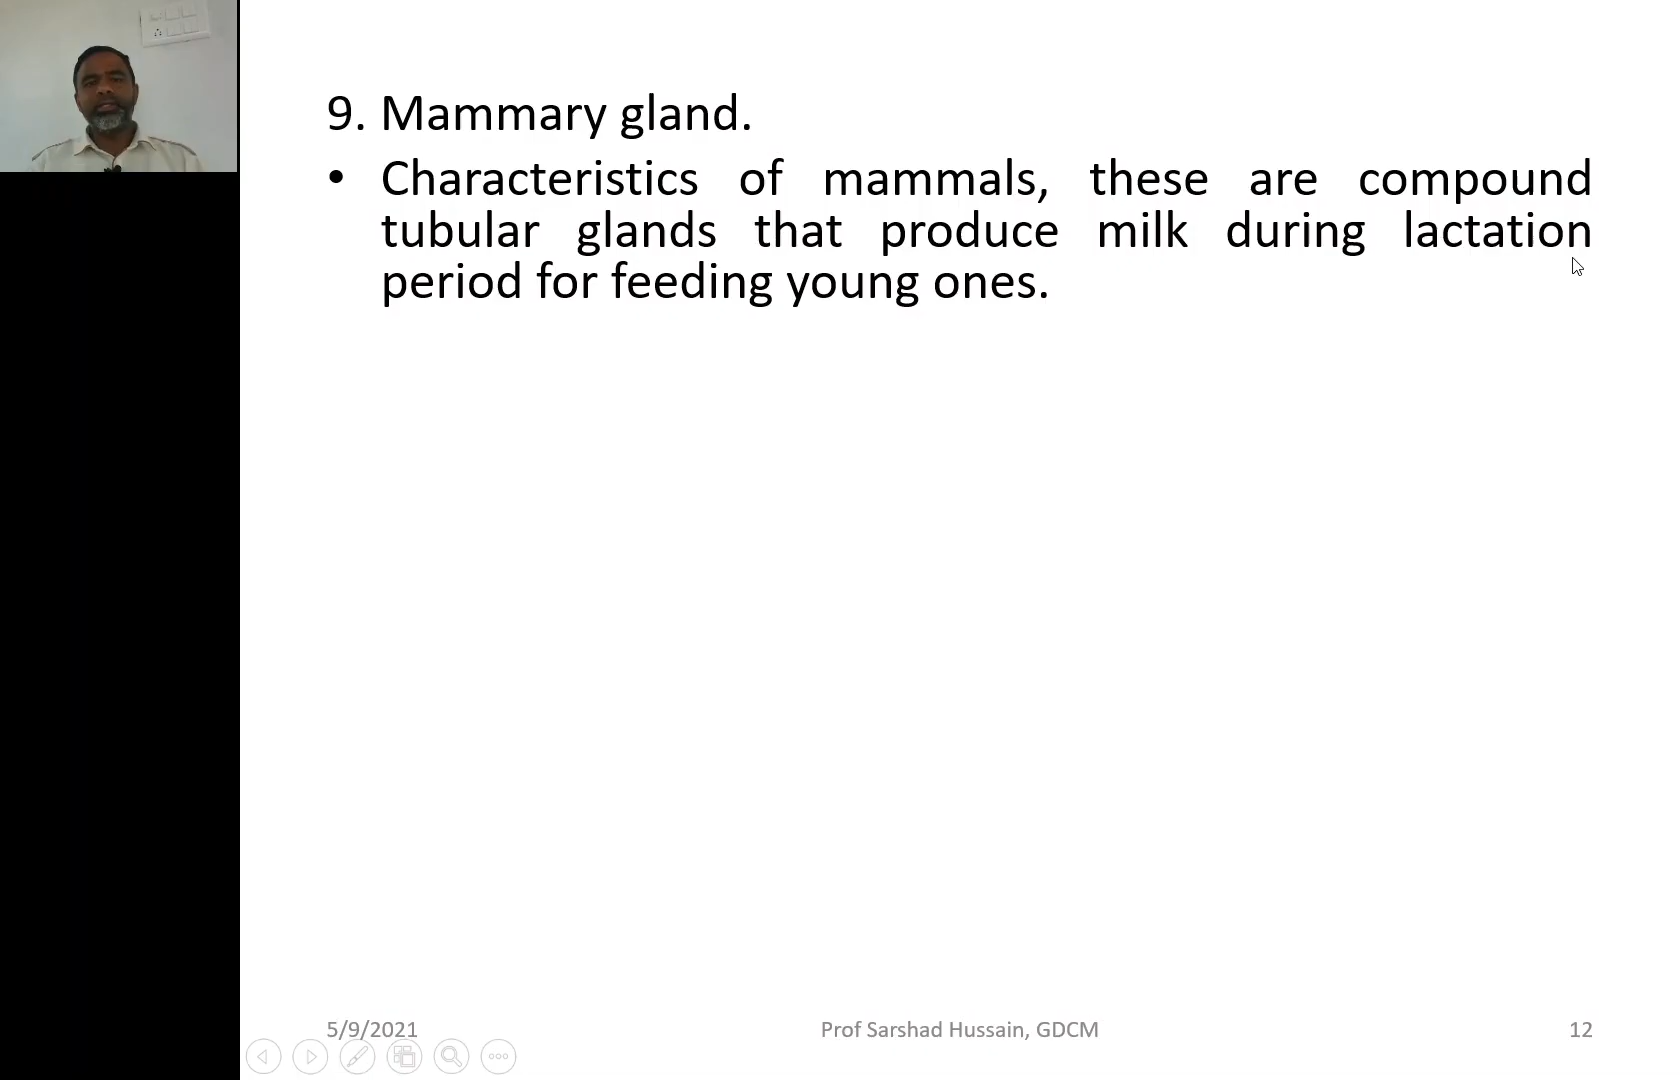 9. Mammary gland.
• Characteristics of mammals, these are compound
tubular glands that produce milk during lactation
period for feeding young ones.
5/9/2021
Prof Sarshad Hussain, GDCM
12